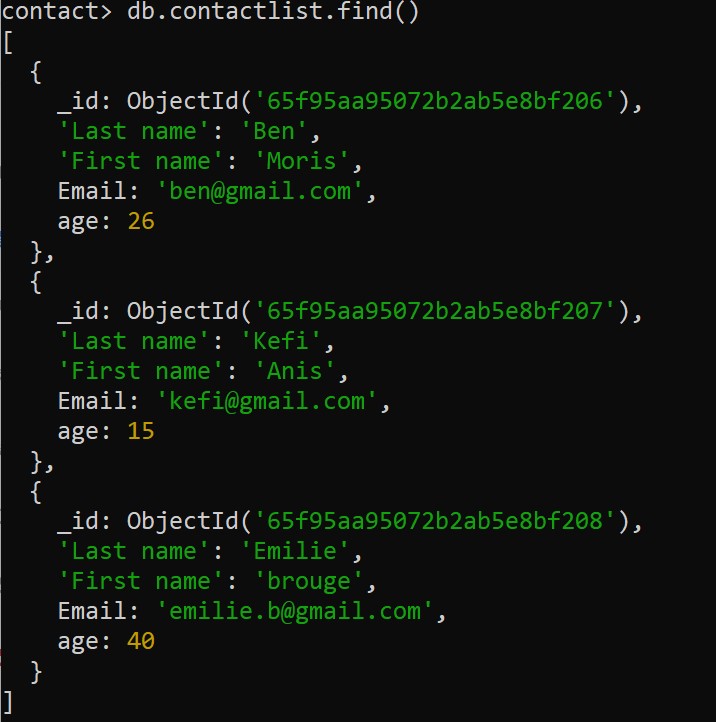 contact> db.contactlist.find()
[
  {
    _id: ObjectId('65f95aa95072b2ab5e8bf206'),
    'Last name': 'Ben',
    'First name': 'Moris',
    Email: 'ben@gmail.com',
    age: 26
  },
  {
    _id: ObjectId('65f95aa95072b2ab5e8bf207'),
    'Last name': 'Kefi',
    'First name': 'Anis',
    Email: 'kefi@gmail.com',
    age: 15
  },
  {
    _id: ObjectId('65f95aa95072b2ab5e8bf208'),
    'Last name': 'Emilie',
    'First name': 'brouge',
    Email: 'emilie.b@gmail.com',
    age: 40
  }
]